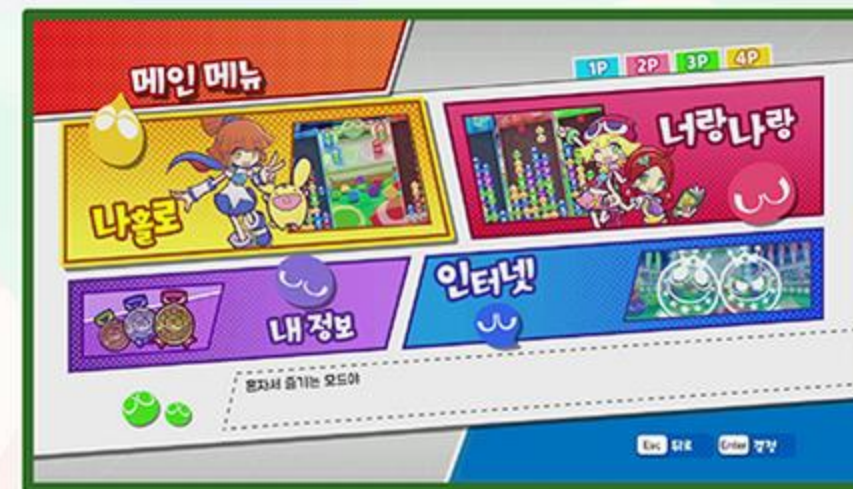 메인 메뉴
1P 2P 3P 4P
나홀로
너랑나랑
내 정보
인터넷
혼자서 즐기는 모드야
Esc 뒤로 Enter 결정